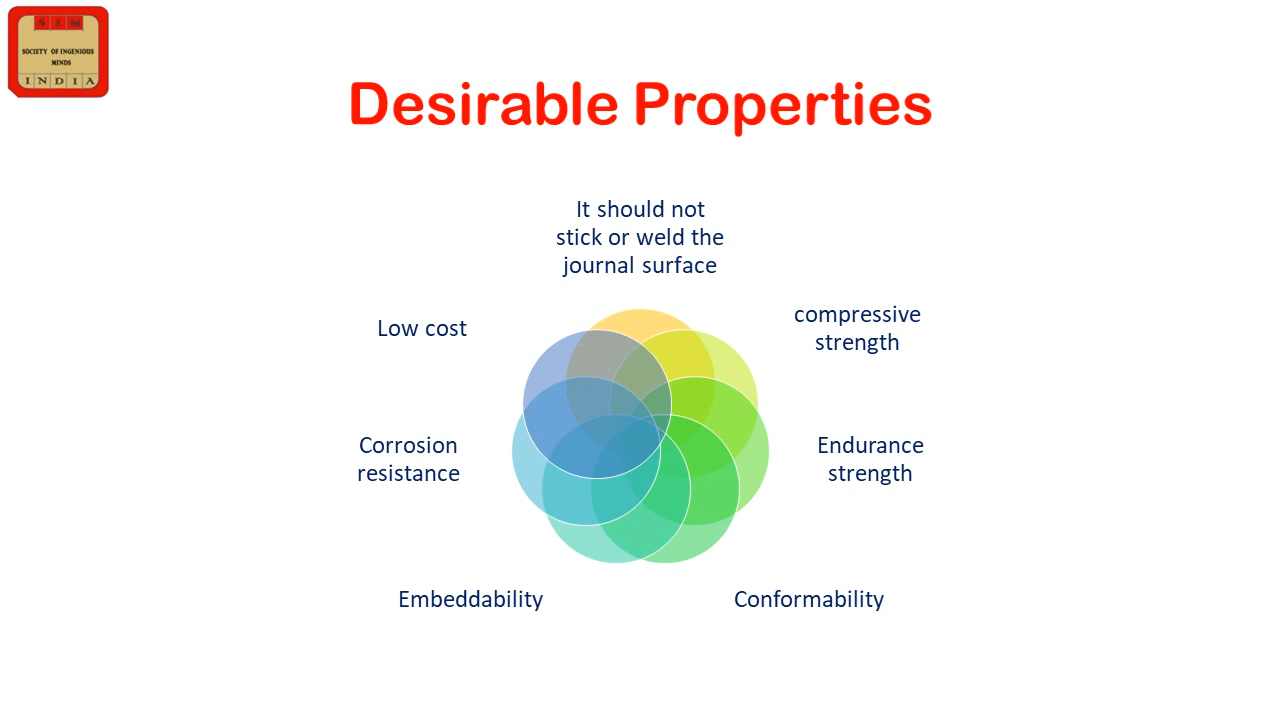 S I M
SOCIETY OF INGENIOUS
MINDS
INDIA
Desirable Properties
It should not
stick or weld the
journal surface
compressive
strength
Endurance
strength
Conformability
Embeddability
Corrosion
resistance
Low cost